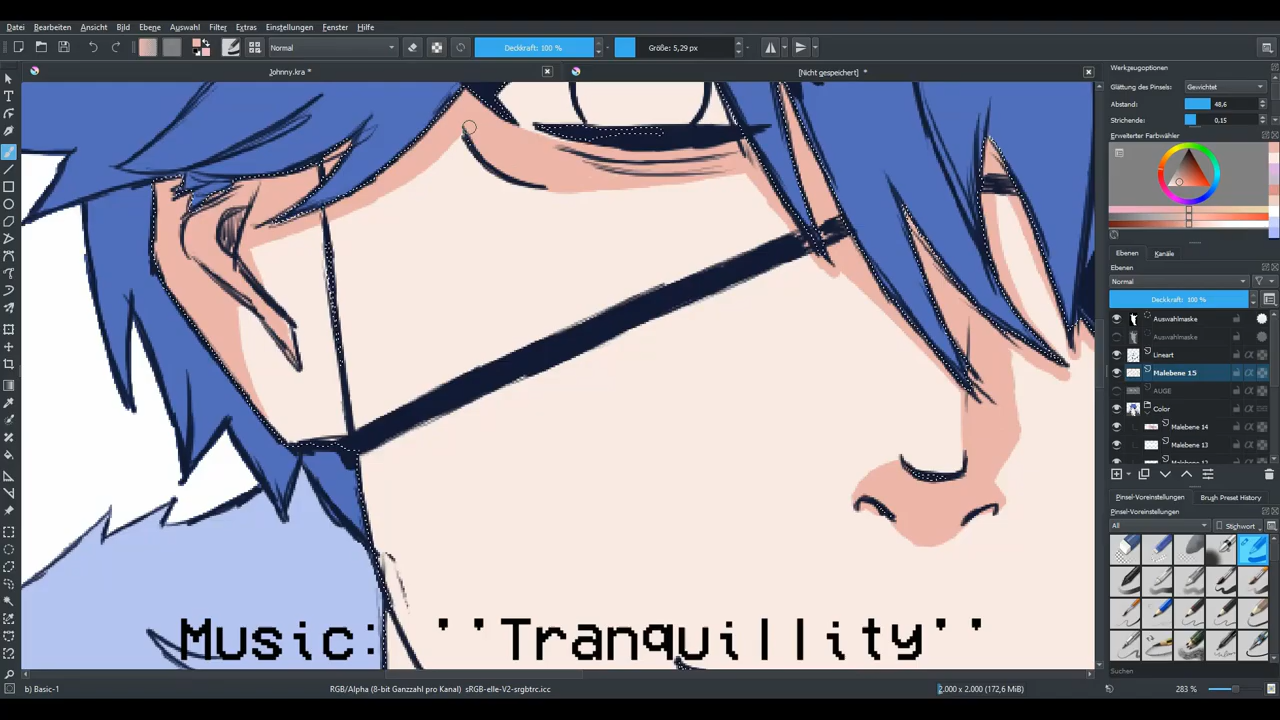 Datei Bearbeiten Ansicht Bild Ebene Auswahl Filter Extras Einstellungen Fenster Hilfe
Normal Deckkraft: 100 % Größe: 5,29 px
Johnny.kra * [Nicht gespeichert] *
Werkzeugoptionen
Glättung des Pinsels: Gewichtet
Abstand: 48,6
Strichende: 0,15
Erweiterter Farbwähler
Ebenen Kanäle
Ebenen
Normal
Deckkraft: 100 %
Auswahlmaske
Auswahlmaske
Lineart
Malebene 15
AUGE
Color
Malebene 14
Malebene 13
Pinsel-Voreinstellungen Brush Preset History
Pinsel-Voreinstellungen
All Stichwort
Suchen
Music: ''Tranquillity''
b) Basic-1 RGB/Alpha (8-bit Ganzzahl pro Kanal) sRGB-elle-V2-srgbtrc.icc 2.000 x 2.000 (172,6 MiB) 283 %